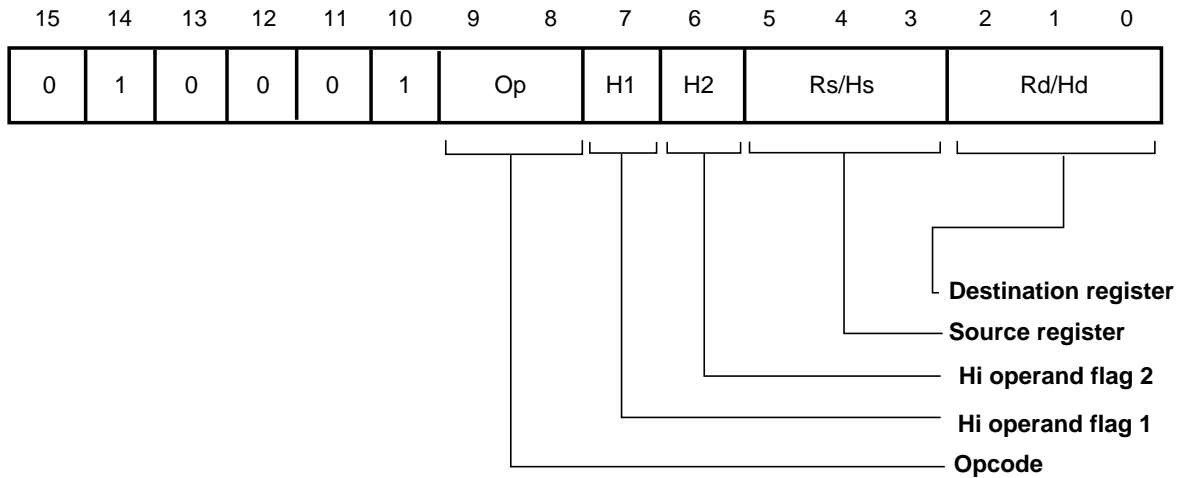 15 14 13 12 11 10 9 8 7 6 5 4 3 2 1 0
0 1 0 0 0 1 Op H1 H2 Rs/Hs Rd/Hd
Destination register
Source register
Hi operand flag 2
Hi operand flag 1
Opcode